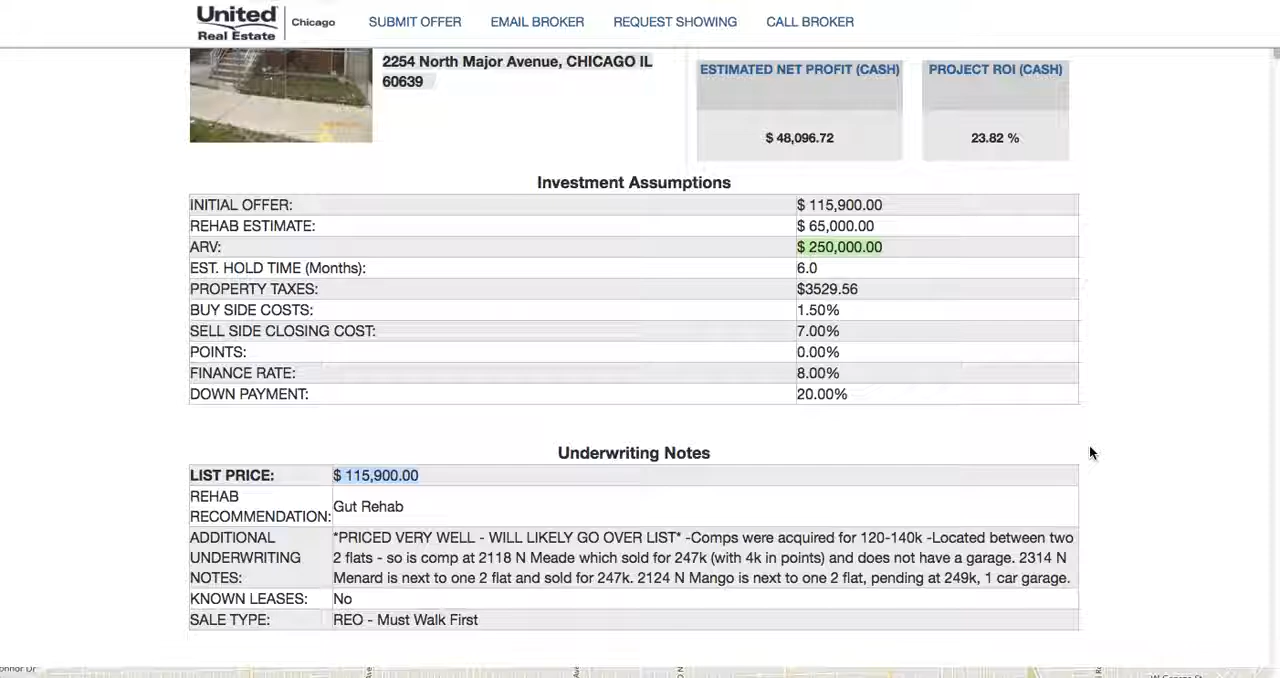 United
Real Estate
Chicago
SUBMIT OFFER
EMAIL BROKER
REQUEST SHOWING
CALL BROKER
2254 North Major Avenue, CHICAGO IL
60639
ESTIMATED NET PROFIT (CASH)
$ 48,096.72
PROJECT ROI (CASH)
23.82 %
Investment Assumptions
INITIAL OFFER: $ 115,900.00
REHAB ESTIMATE: $ 65,000.00
ARV: $ 250,000.00
EST. HOLD TIME (Months): 6.0
PROPERTY TAXES: $3529.56
BUY SIDE COSTS: 1.50%
SELL SIDE CLOSING COST: 7.00%
POINTS: 0.00%
FINANCE RATE: 8.00%
DOWN PAYMENT: 20.00%
Underwriting Notes
LIST PRICE: $ 115,900.00
REHAB
RECOMMENDATION: Gut Rehab
ADDITIONAL
UNDERWRITING
NOTES:
*PRICED VERY WELL - WILL LIKELY GO OVER LIST* -Comps were acquired for 120-140k -Located between two
2 flats - so is comp at 2118 N Meade which sold for 247k (with 4k in points) and does not have a garage. 2314 N
Menard is next to one 2 flat and sold for 247k. 2124 N Mango is next to one 2 flat, pending at 249k, 1 car garage.
KNOWN LEASES: No
SALE TYPE: REO - Must Walk First